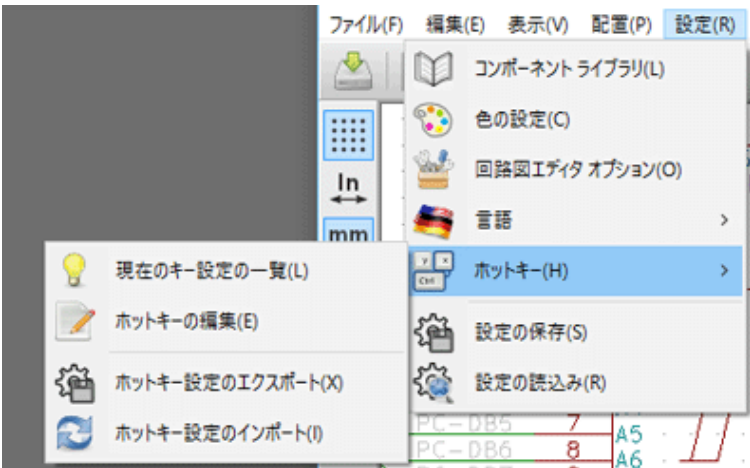 ファイル(F) 編集(E) 表示(V) 配置(P) 設定(R)
コンポーネント ライブラリ(L)
色の設定(C)
回路図エディタ オプション(O)
In
言語
mm
ホットキー(H)
現在のキー設定の一覧(L)
ホットキーの編集(E)
設定の保存(S)
設定の読込み(R)
ホットキー設定のエクスポート(X)
ホットキー設定のインポート(I)
PC-DB5 7 A5
PC-DB6 8 A6